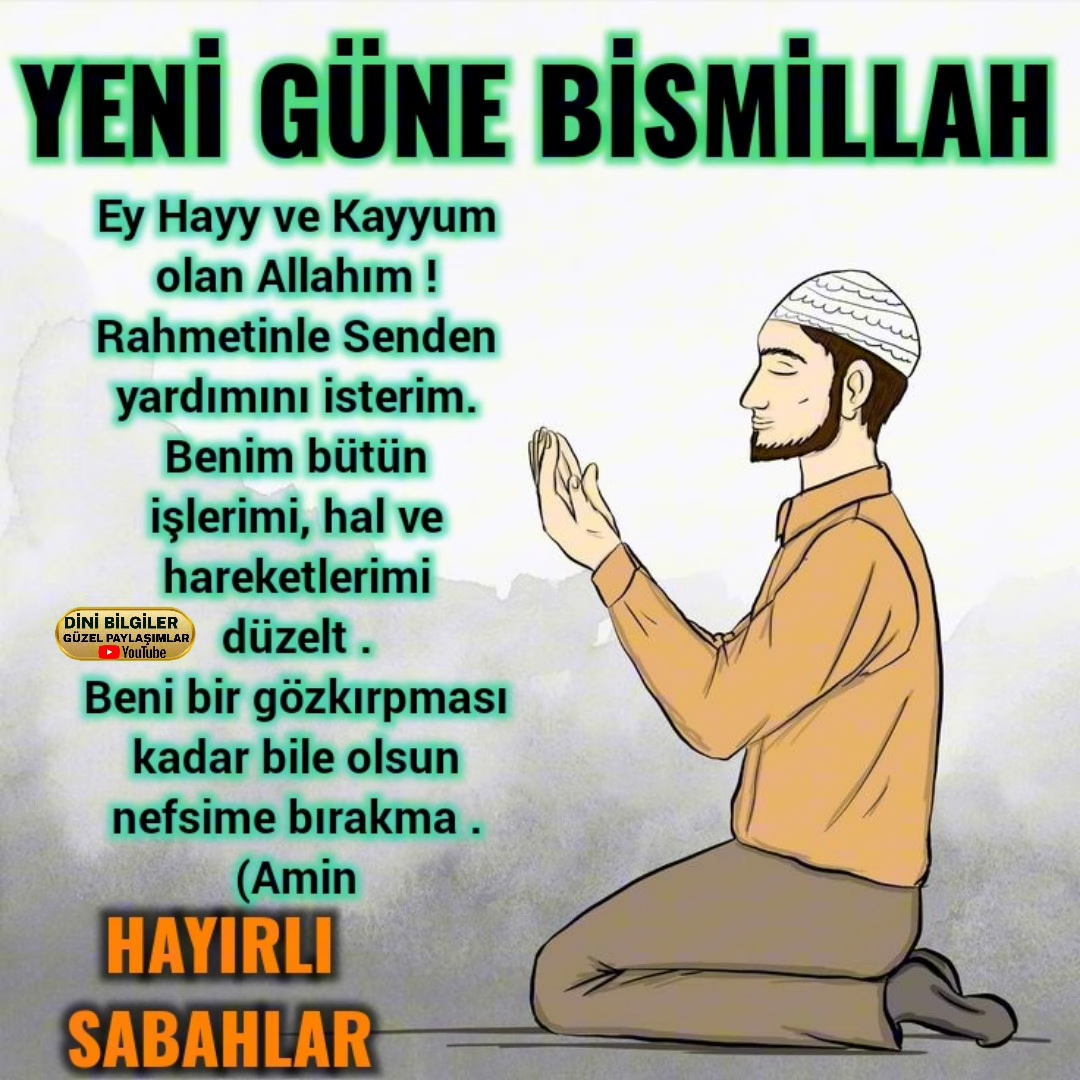 YENİ GÜNE BİSMİLLAH
Ey Hayy ve Kayyum
olan Allahım !
Rahmetinle Senden
yardımını isterim.
Benim bütün
işlerimi, hal ve
hareketlerimi
düzelt .
DİNİ BİLGİLER
GÜZEL PAYLAŞIMLAR
YouTube
Beni bir gözkırpması
kadar bile olsun
nefsime bırakma .
(Amin
HAYIRLI
SABAHLAR